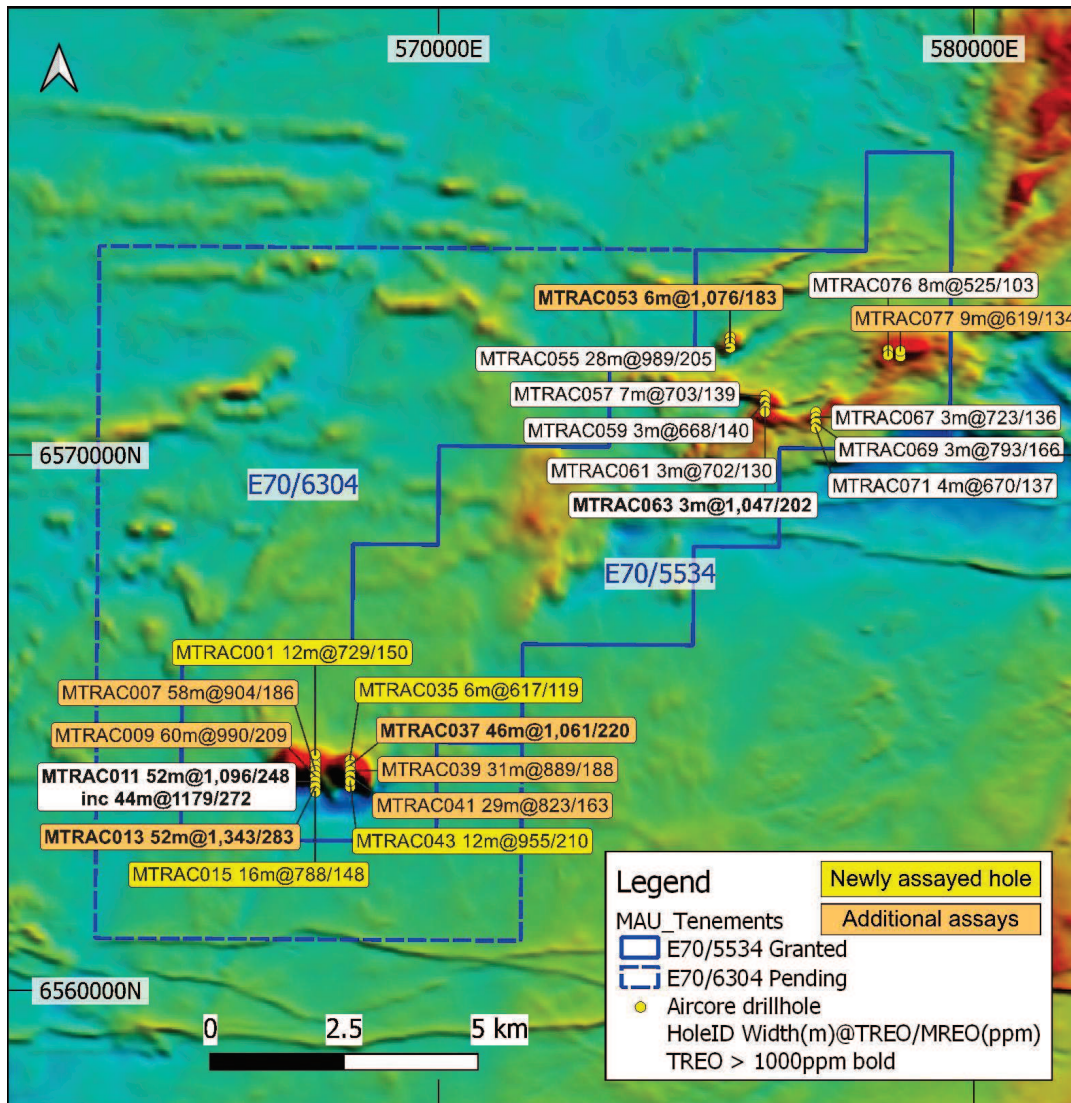 570000E
580000E
MTRAC076 8m@525/103
MTRAC053 6m@1,076/183
MTRAC077 9m@619/134
MTRAC055 28m@989/205
MTRAC057 7m@703/139
MTRAC067 3m@723/136
MTRAC059 3m@668/140
MTRAC069 3m@793/166
6570000N
MTRAC061 3m@702/130
MTRAC071 4m@670/137
E70/6304
MTRAC063 3m@1,047/202
E70/5534
MTRAC001 12m@729/150
MTRAC007 58m@904/186
MTRAC035 6m@617/119
MTRAC009 60m@990/209
MTRAC037 46m@1,061/220
MTRAC011 52m@1,096/248
inc 44m@1179/272
MTRAC039 31m@889/188
MTRAC041 29m@823/163
MTRAC013 52m@1,343/283
MTRAC043 12m@955/210
MTRAC015 16m@788/148
6560000N
0 2.5 5 km
Legend
Newly assayed hole
MAU_Tenements
Additional assays
E70/5534 Granted
E70/6304 Pending
Aircore drillhole
HoleID Width(m)@TREO/MREO(ppm)
TREO > 1000ppm bold